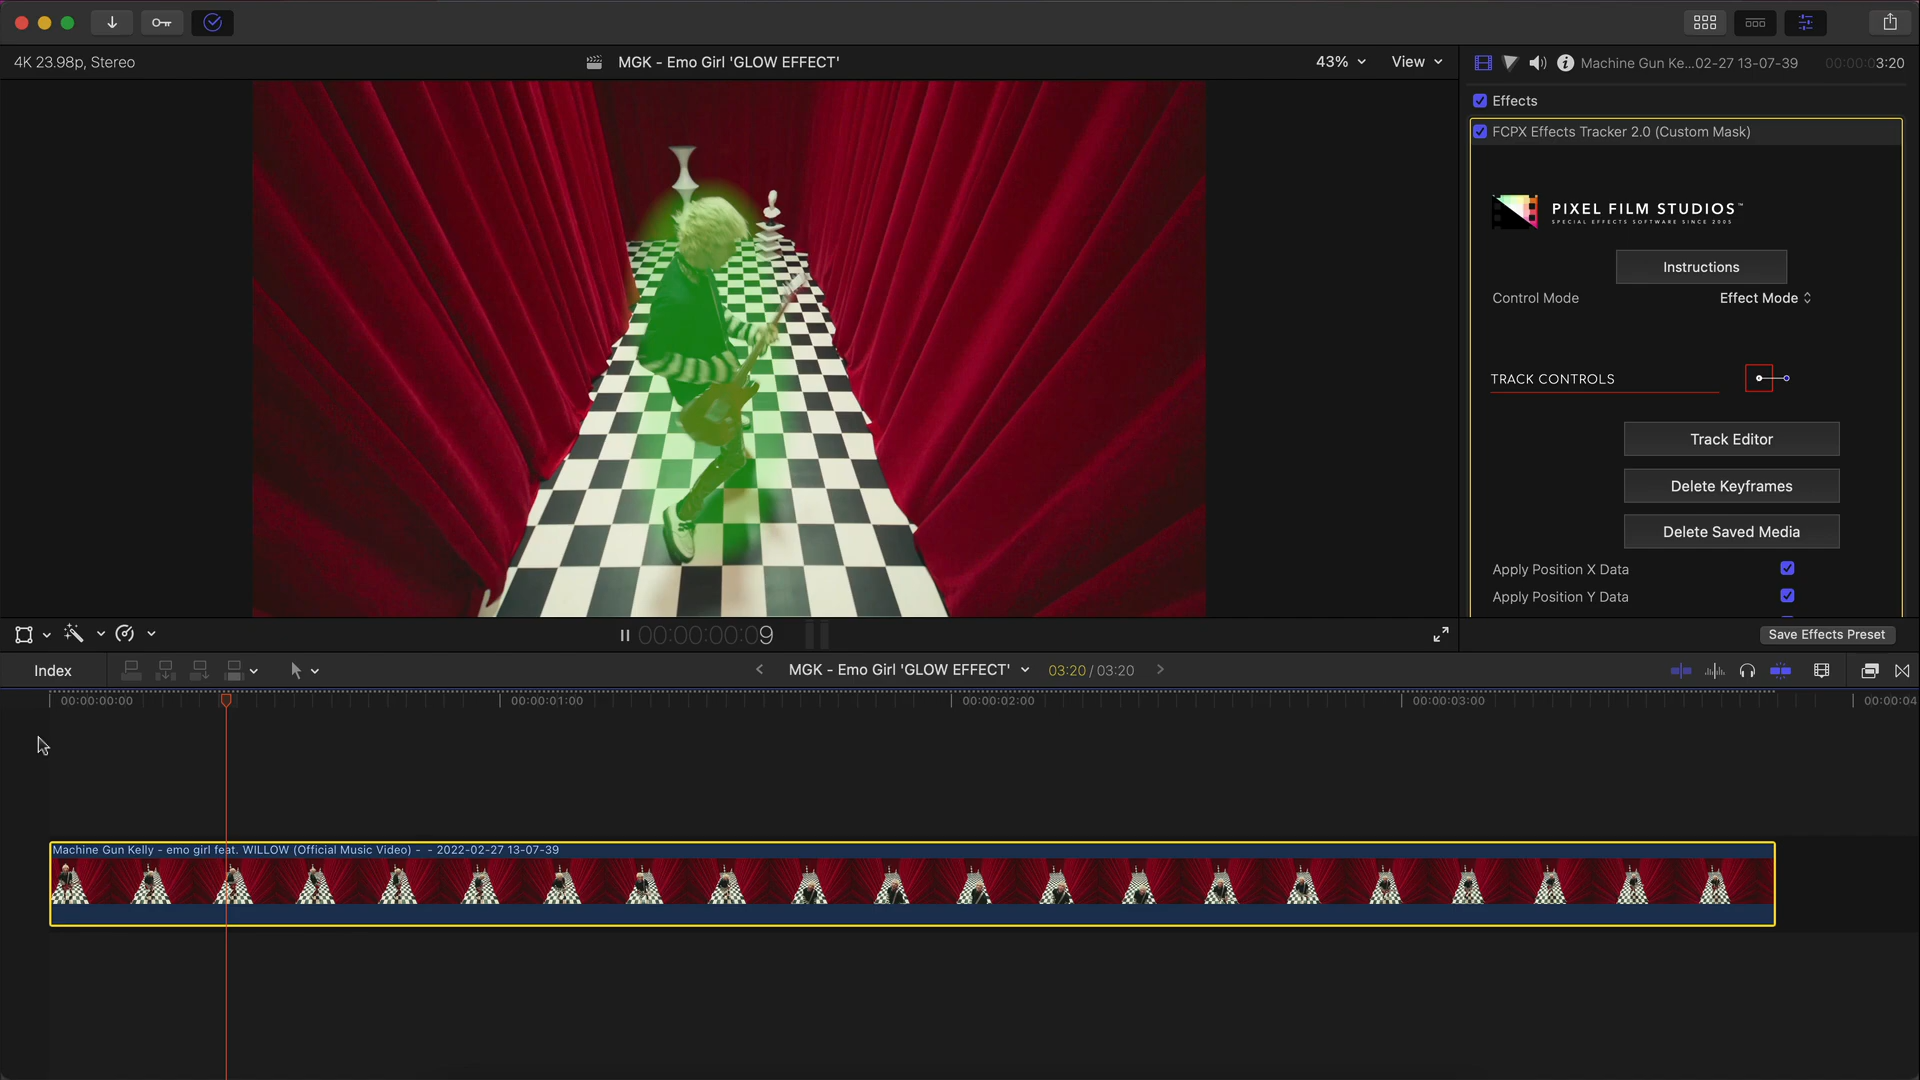 4K 23.98p, Stereo
MGK - Emo Girl 'GLOW EFFECT'
43%
View
Machine Gun Ke...02-27 13-07-39
00:00:03:20
Effects
FCPX Effects Tracker 2.0 (Custom Mask)
PIXEL FILM STUDIOS™
SPECIAL EFFECTS SOFTWARE SINCE 2005
Instructions
Control Mode
Effect Mode
TRACK CONTROLS
Track Editor
Delete Keyframes
Delete Saved Media
Apply Position X Data
Apply Position Y Data
00:00:00:09
Save Effects Preset
Index
MGK - Emo Girl 'GLOW EFFECT'
03:20 / 03:20
00:00:00:00
00:00:01:00
00:00:02:00
00:00:03:00
00:00:04
Machine Gun Kelly - emo girl feat. WILLOW (Official Music Video) - - 2022-02-27 13-07-39